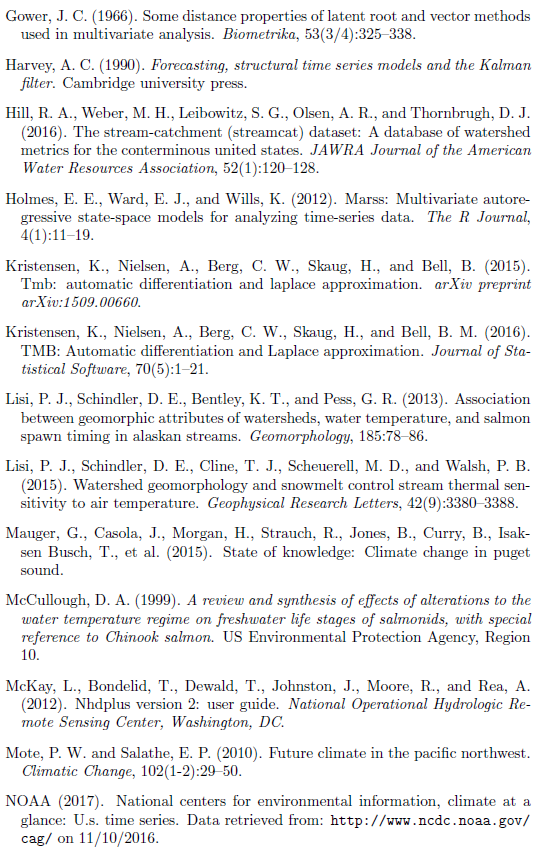 Gower, J. C. (1966). Some distance properties of latent root and vector methods
used in multivariate analysis. Biometrika, 53(3/4):325–338.
Harvey, A. C. (1990). Forecasting, structural time series models and the Kalman
filter. Cambridge university press.
Hill, R. A., Weber, M. H., Leibowitz, S. G., Olsen, A. R., and Thornbrugh, D. J.
(2016). The stream-catchment (streamcat) dataset: A database of watershed
metrics for the conterminous united states. JAWRA Journal of the American
Water Resources Association, 52(1):120–128.
Holmes, E. E., Ward, E. J., and Wills, K. (2012). Marss: Multivariate autore-
gressive state-space models for analyzing time-series data. The R Journal,
4(1):11–19.
Kristensen, K., Nielsen, A., Berg, C. W., Skaug, H., and Bell, B. (2015).
Tmb: automatic differentiation and laplace approximation. arXiv preprint
arXiv:1509.00660.
Kristensen, K., Nielsen, A., Berg, C. W., Skaug, H., and Bell, B. M. (2016).
TMB: Automatic differentiation and Laplace approximation. Journal of Sta-
tistical Software, 70(5):1–21.
Lisi, P. J., Schindler, D. E., Bentley, K. T., and Pess, G. R. (2013). Association
between geomorphic attributes of watersheds, water temperature, and salmon
spawn timing in alaskan streams. Geomorphology, 185:78–86.
Lisi, P. J., Schindler, D. E., Cline, T. J., Scheuerell, M. D., and Walsh, P. B.
(2015). Watershed geomorphology and snowmelt control stream thermal sen-
sitivity to air temperature. Geophysical Research Letters, 42(9):3380–3388.
Mauger, G., Casola, J., Morgan, H., Strauch, R., Jones, B., Curry, B., Isak-
sen Busch, T., et al. (2015). State of knowledge: Climate change in puget
sound.
McCullough, D. A. (1999). A review and synthesis of effects of alterations to the
water temperature regime on freshwater life stages of salmonids, with special
reference to Chinook salmon. US Environmental Protection Agency, Region
10.
McKay, L., Bondelid, T., Dewald, T., Johnston, J., Moore, R., and Rea, A.
(2012). Nhdplus version 2: user guide. National Operational Hydrologic Re-
mote Sensing Center, Washington, DC.
Mote, P. W. and Salathe, E. P. (2010). Future climate in the pacific northwest.
Climatic Change, 102(1-2):29–50.
NOAA (2017). National centers for environmental information, climate at a
glance: U.s. time series. Data retrieved from: http://www.ncdc.noaa.gov/
cag/ on 11/10/2016.